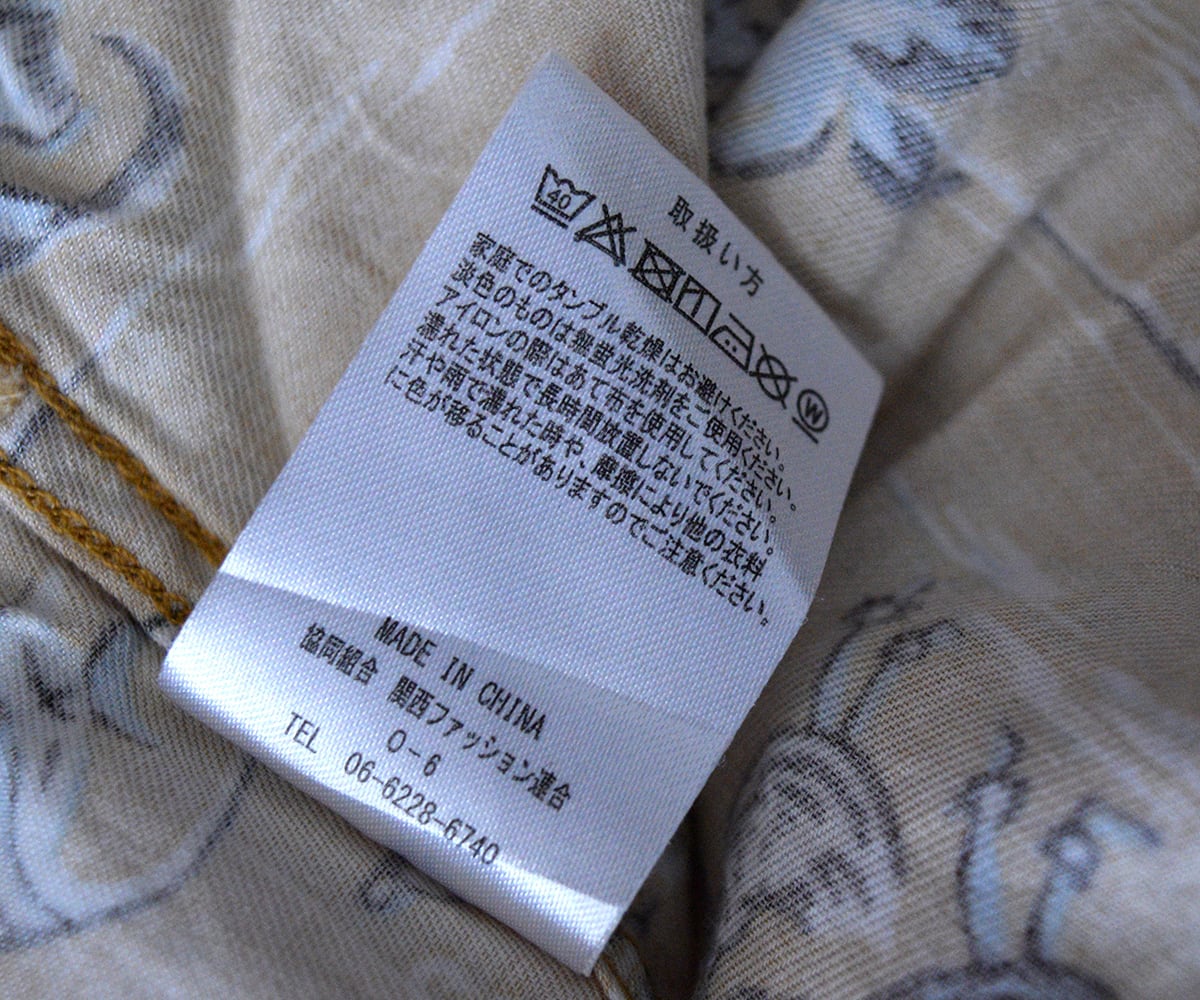 取扱い方
40 W
家庭でのタンブル乾燥はお避けください。
淡色のものは無蛍光洗剤をご使用ください。
アイロンの際はあて布を使用してください。
濡れた状態で長時間放置しないでください。
汗や雨で濡れた時や、摩擦により他の衣料
に色が移ることがありますのでご注意ください。
MADE IN CHINA
協同組合 関西ファッション連合
0-6
TEL 06-6228-6740